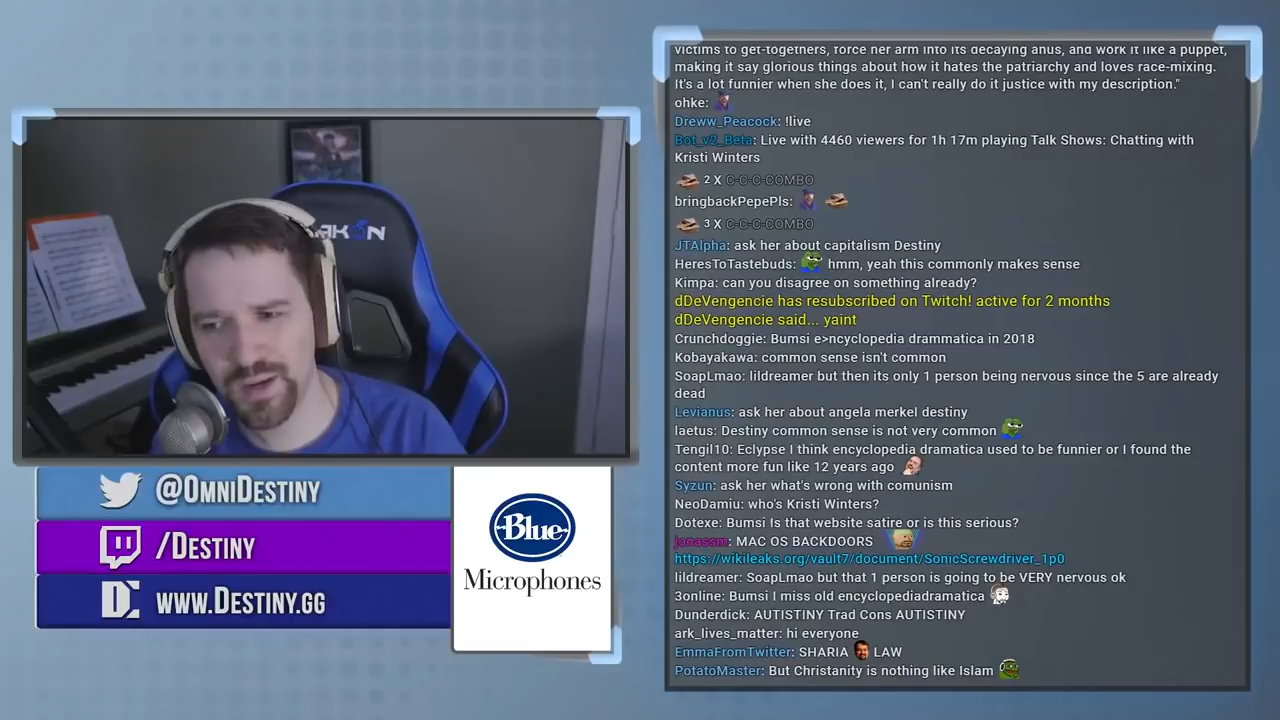 AKON
@OMNIDESTINY
/DESTINY
WWW.DESTINY.GG
Blue
Microphones
victims to get-togethers, force her arm into its decaying anus, and work it like a puppet,
making it say glorious things about how it hates the patriarchy and loves race-mixing.
It's a lot funnier when she does it, I can't really do it justice with my description."
ohke:
Dreww_Peacock: !live
Bot_v2_Beta: Live with 4460 viewers for 1h 17m playing Talk Shows: Chatting with
Kristi Winters
2 X C-C-C-COMBO
bringbackPepePls:
3 X C-C-C-COMBO
JTAlpha: ask her about capitalism Destiny
HeresToTastebuds: hmm, yeah this commonly makes sense
Kimpa: can you disagree on something already?
dDeVengencie has resubscribed on Twitch! active for 2 months
dDeVengencie said... yaint
Crunchdoggie: Bumsi e>ncyclopedia drammatica in 2018
Kobayakawa: common sense isn't common
SoapLmao: lildreamer but then its only 1 person being nervous since the 5 are already
dead
Levianus: ask her about angela merkel destiny
laetus: Destiny common sense is not very common
Tengil10: Eclypse I think encyclopedia dramatica used to be funnier or I found the
content more fun like 12 years ago
Syzun: ask her what's wrong with comunism
NeoDamiu: who's Kristi Winters?
Dotexe: Bumsi Is that website satire or is this serious?
jonassm: MAC OS BACKDOORS
https://wikileaks.org/vault7/document/SonicScrewdriver_1p0
lildreamer: SoapLmao but that 1 person is going to be VERY nervous ok
3online: Bumsi I miss old encyclopediadramatica
Dunderdick: AUTISTINY Trad Cons AUTISTINY
ark_lives_matter: hi everyone
EmmaFromTwitter: SHARIA LAW
PotatoMaster: But Christanity is nothing like Islam